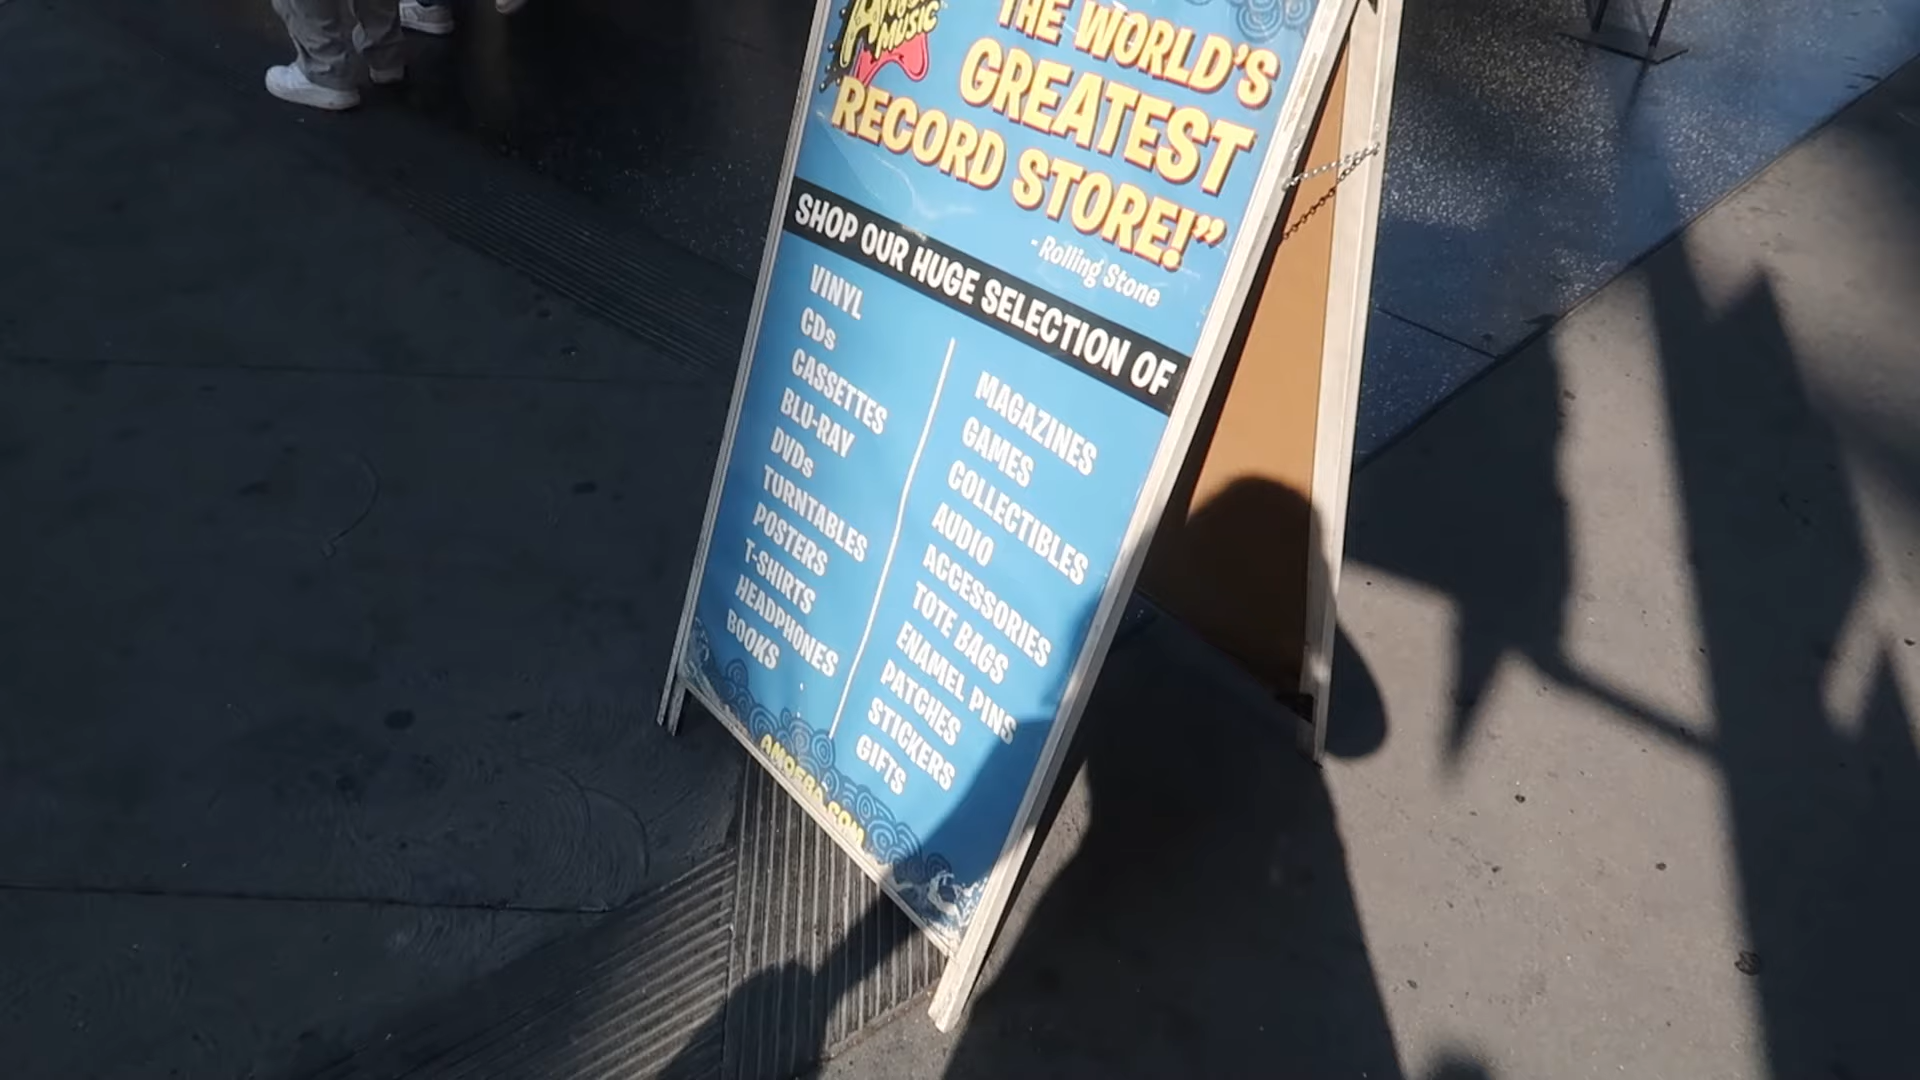 AMOEBA
MUSIC
THE WORLD'S
GREATEST
RECORD STORE!”
- Rolling Stone
SHOP OUR HUGE SELECTION OF
VINYL
CDs
CASSETTES
BLU-RAY
DVDs
TURNTABLES
POSTERS
T-SHIRTS
HEADPHONES
BOOKS
MAGAZINES
GAMES
COLLECTIBLES
AUDIO
ACCESSORIES
TOTE BAGS
ENAMEL PINS
PATCHES
STICKERS
GIFTS
AMOEBA.COM